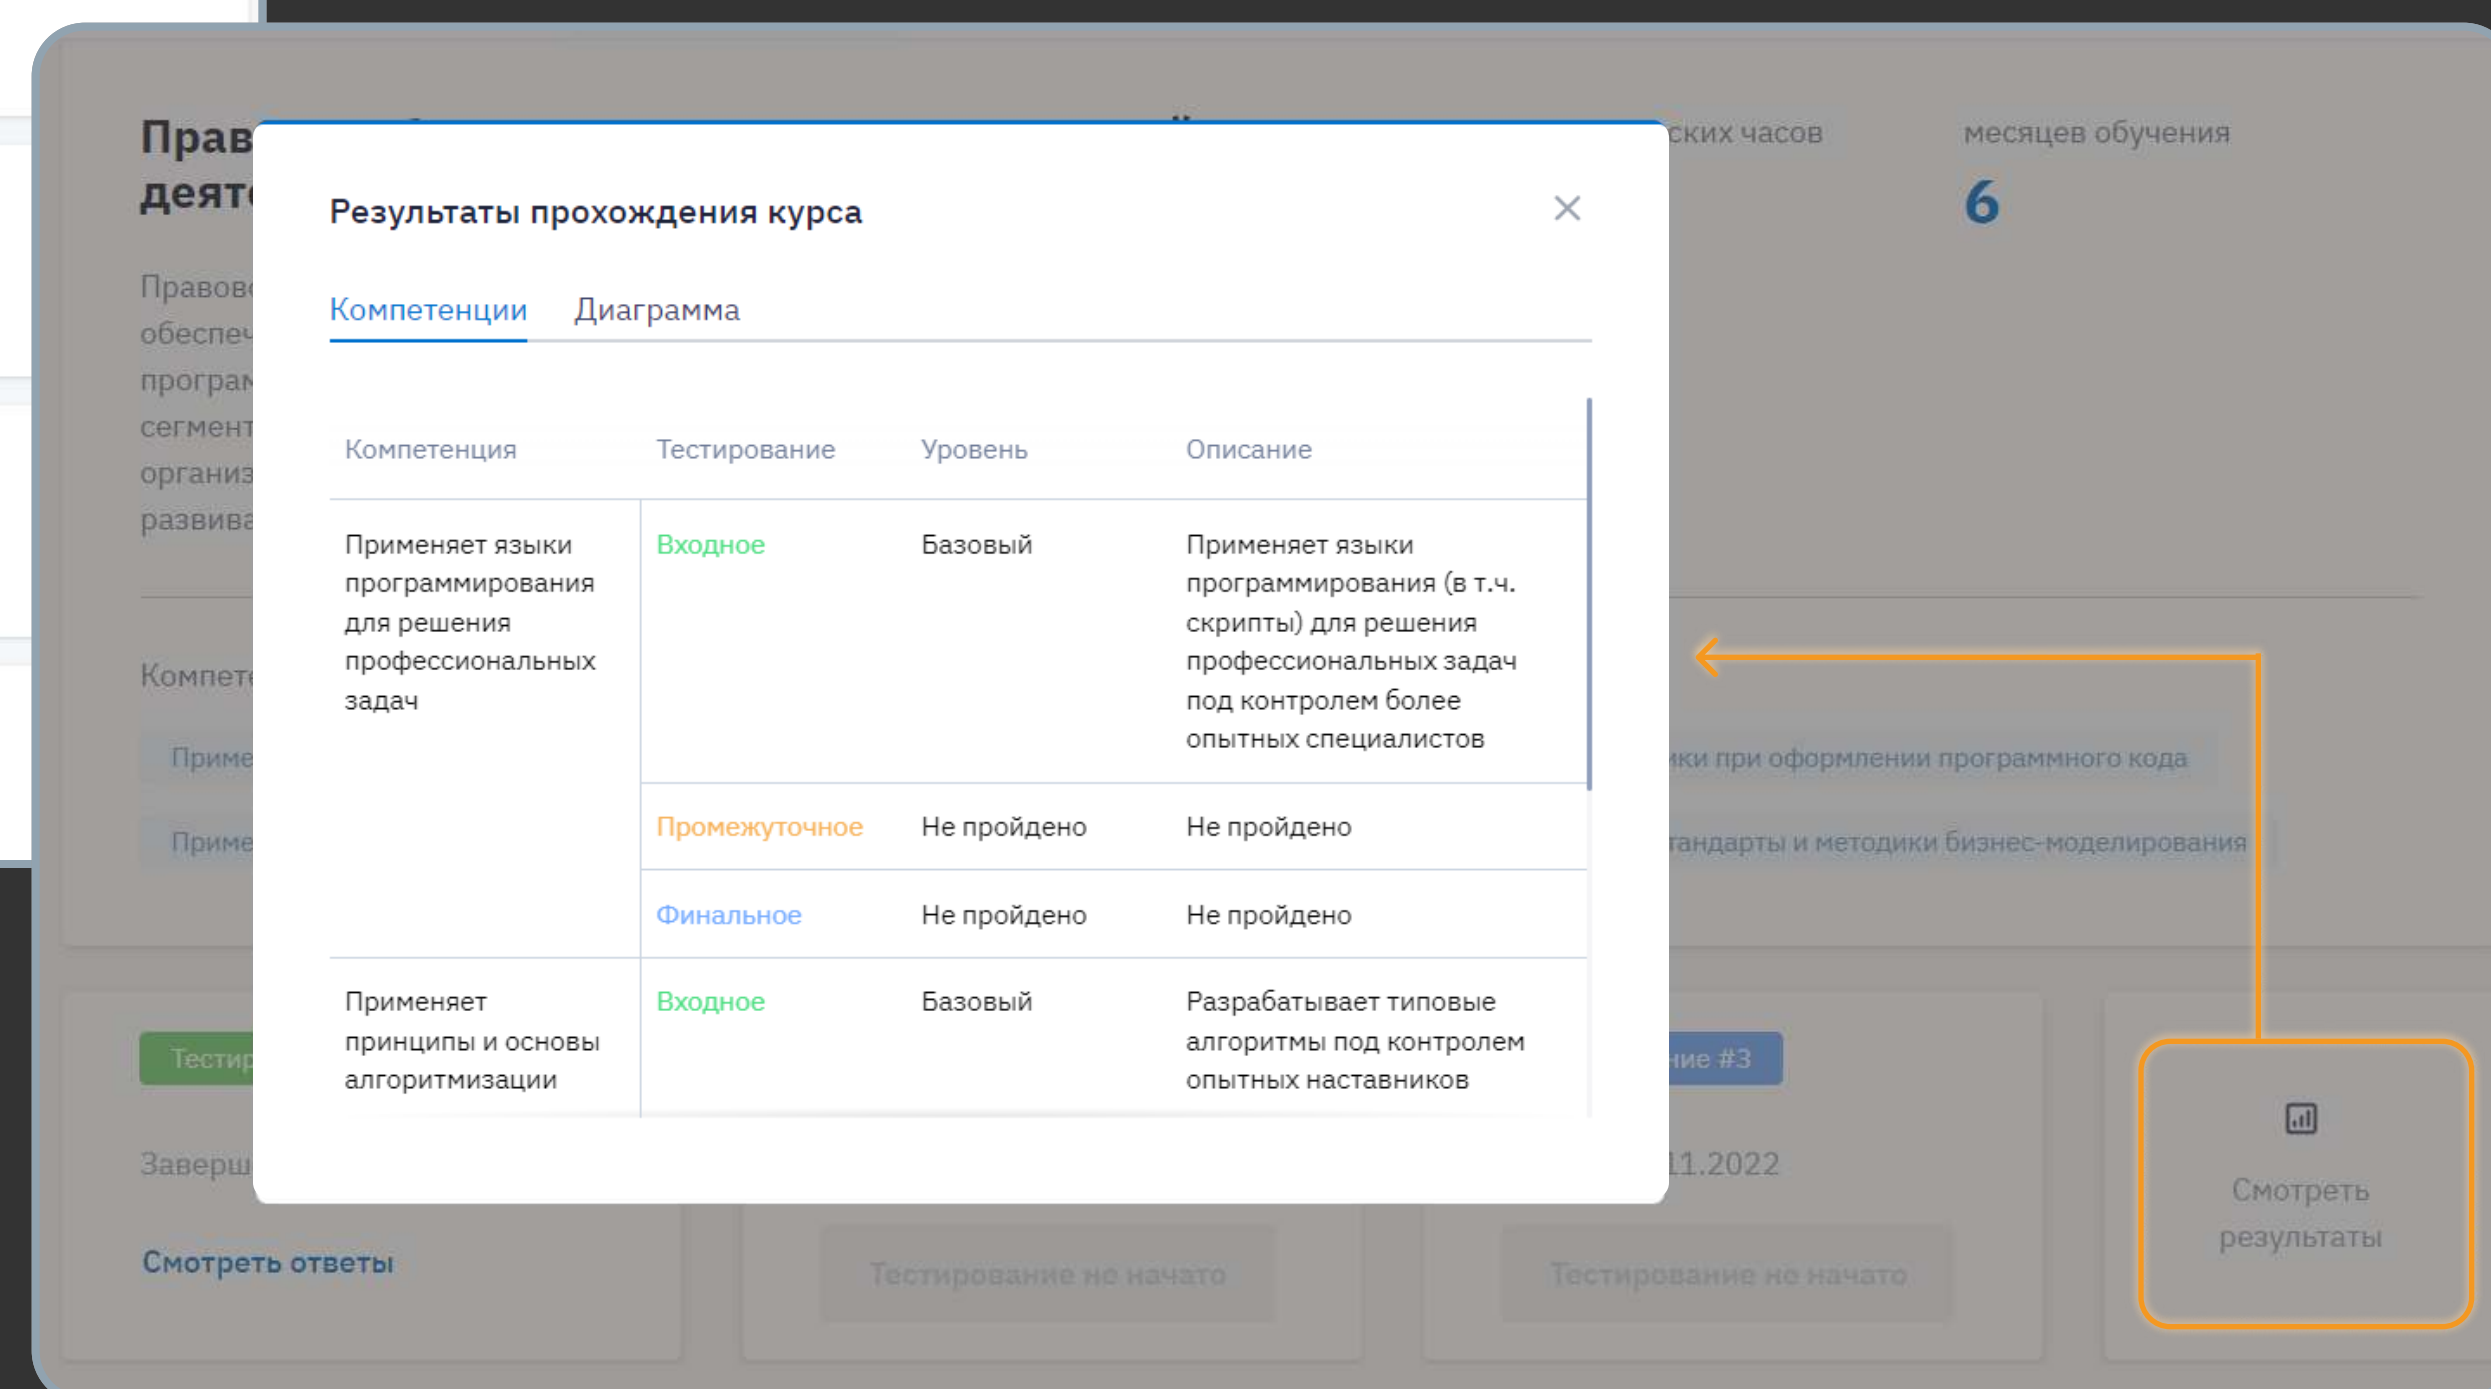 ских часов
месяцев обучения
6
Результаты прохождения курса
Компетенции
Диаграмма
Компетенция
Тестирование
Уровень
Описание
Применяет языки
программирования
для решения
профессиональных
задач
Входное
Базовый
Применяет языки
программирования (в т.ч.
скрипты) для решения
профессиональных задач
под контролем более
опытных специалистов
Промежуточное
Не пройдено
Не пройдено
Финальное
Не пройдено
Не пройдено
Применяет
принципы и основы
алгоритмизации
Входное
Базовый
Разрабатывает типовые
алгоритмы под контролем
опытных наставников
Прав
деят
Правов
обеспеч
програм
сегмент
организ
развива
Компете
Приме
ики при оформлении программного кода
Приме
тандарты и методики бизнес-моделирования
Тестир
ние #3
Заверш
11.2022
Смотреть ответы
Тестирование не начато
Тестирование не начато
Смотреть
результаты